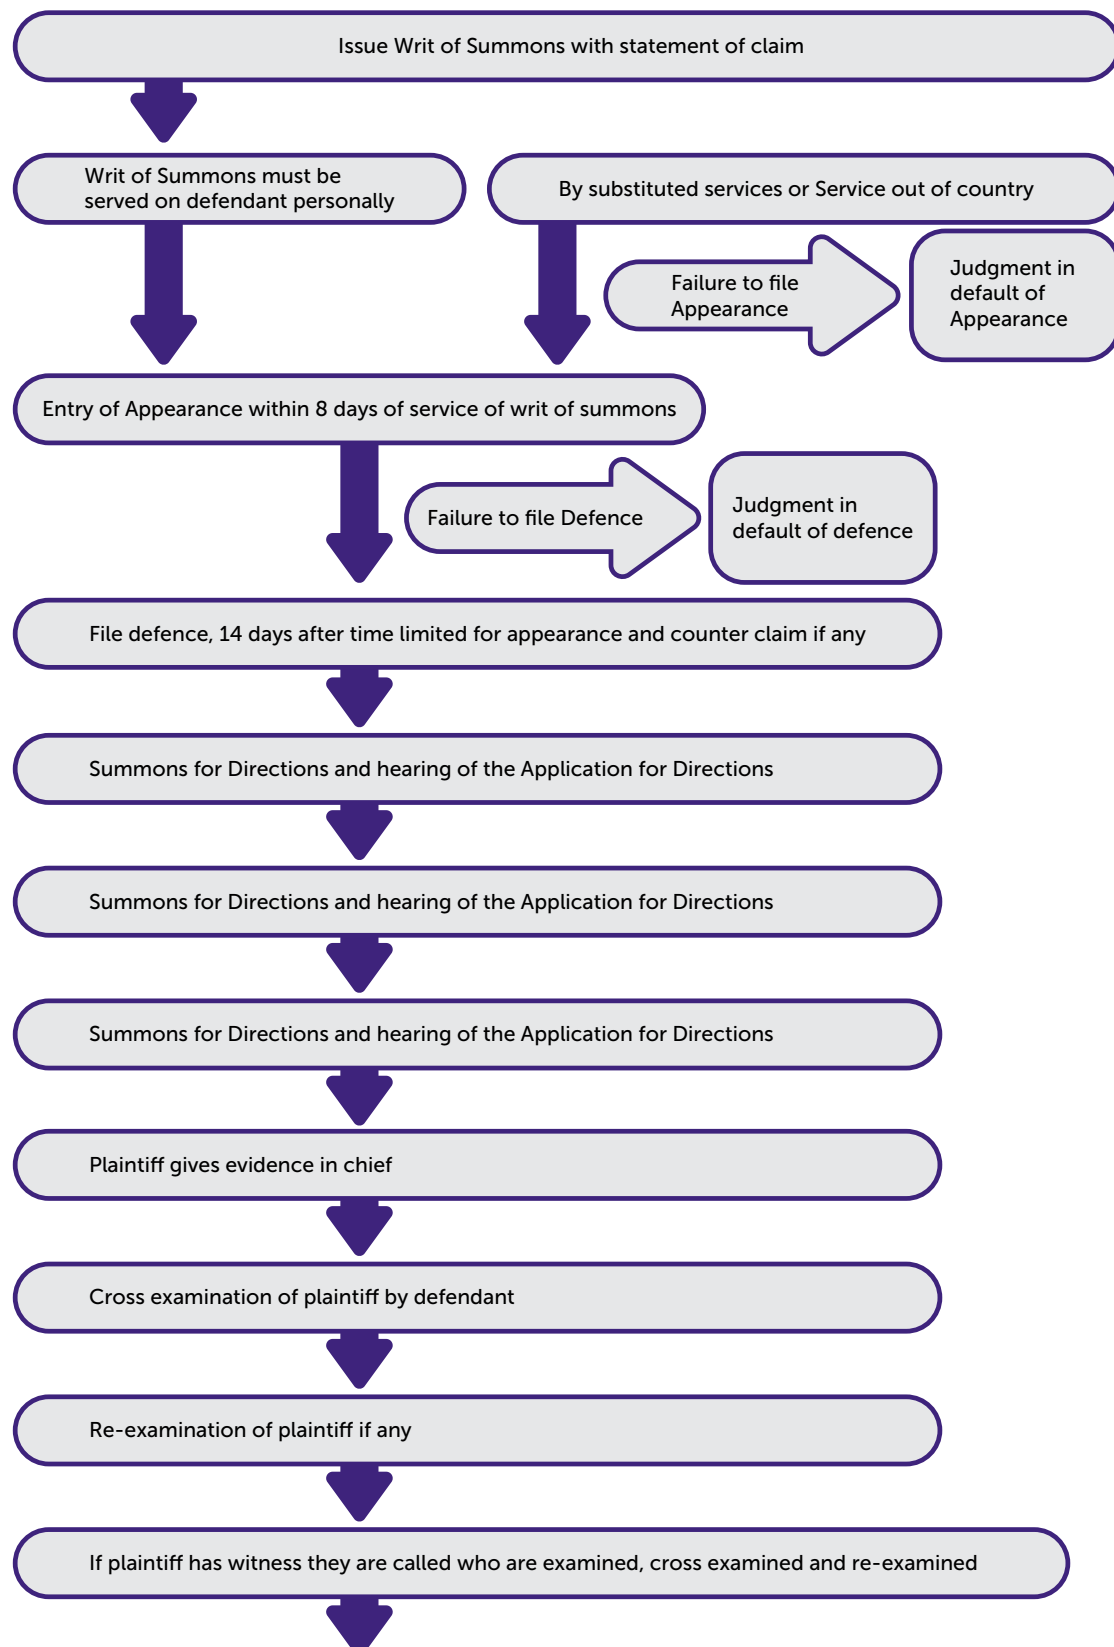 Issue Writ of Summons with statement of claim
Writ of Summons must be
served on defendant personally
By substituted services or Service out of country
Failure to file
Appearance
Judgment in
default of
Appearance
Entry of Appearance within 8 days of service of writ of summons
Failure to file Defence
Judgment in
default of defence
File defence, 14 days after time limited for appearance and counter claim if any
Summons for Directions and hearing of the Application for Directions
Summons for Directions and hearing of the Application for Directions
Summons for Directions and hearing of the Application for Directions
Plaintiff gives evidence in chief
Cross examination of plaintiff by defendant
Re-examination of plaintiff if any
If plaintiff has witness they are called who are examined, cross examined and re-examined